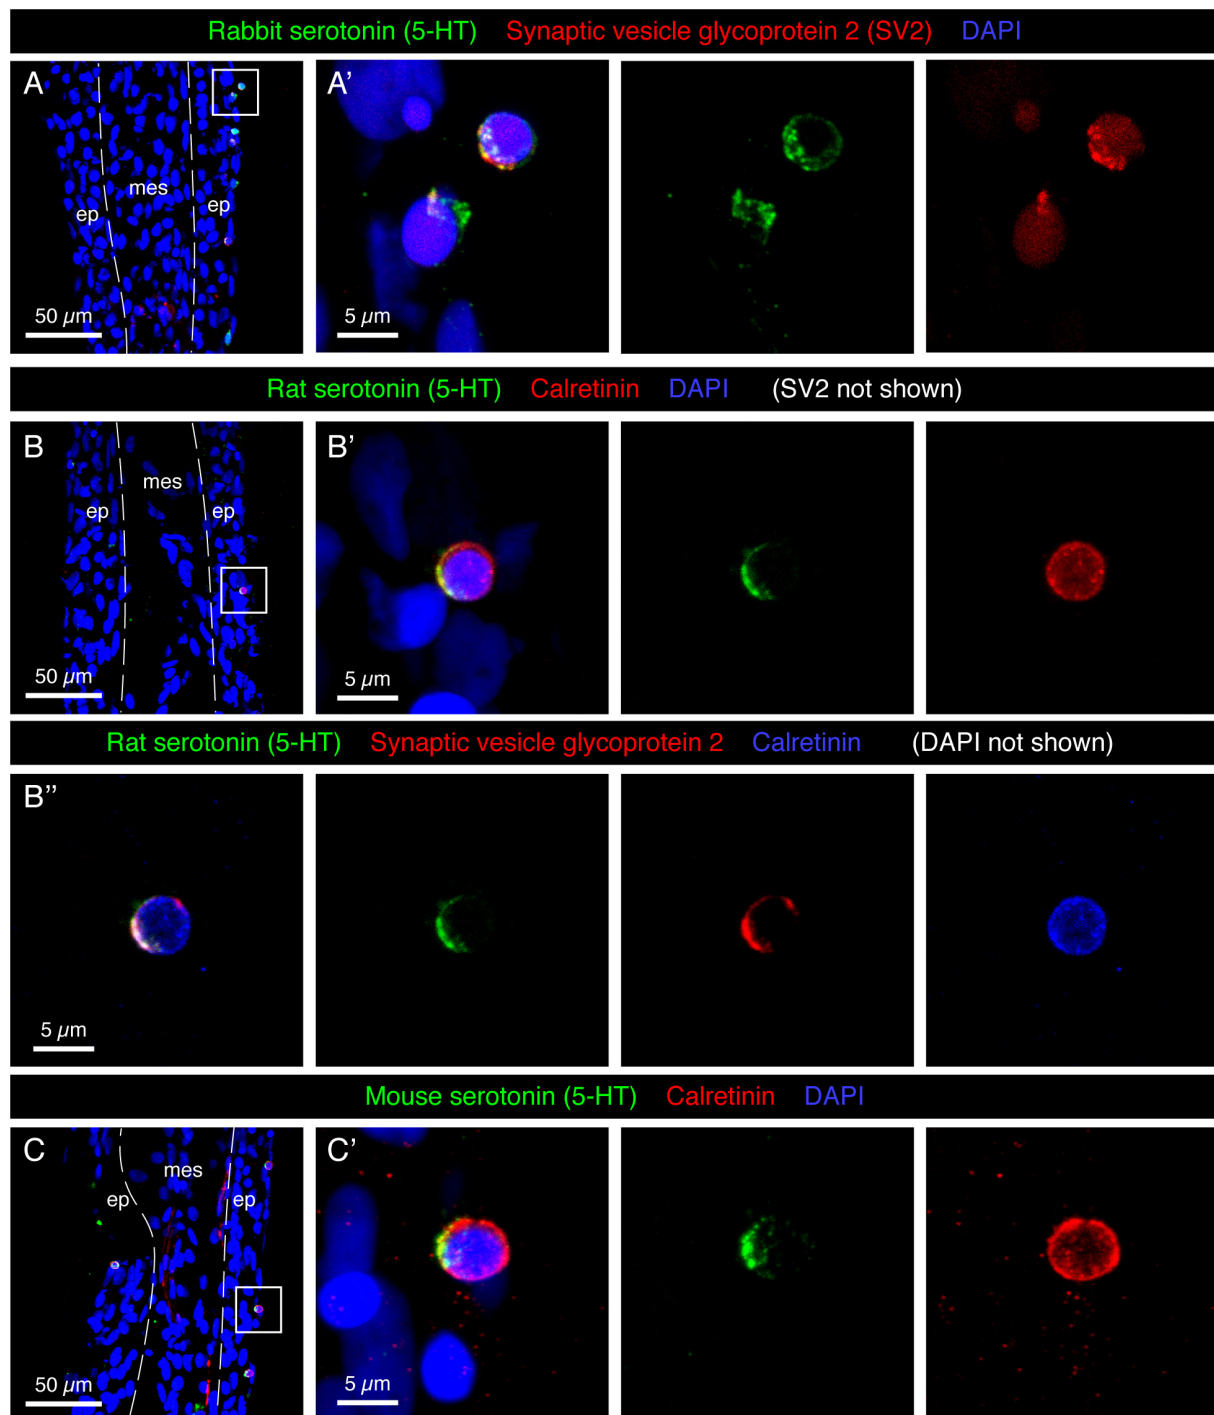 Rabbit serotonin (5-HT) Synaptic vesicle glycoprotein 2 (SV2) DAPI
A A’
mes
ep ep
50 µm 5 µm
Rat serotonin (5-HT) Calretinin DAPI (SV2 not shown)
B B’
mes
ep ep
50 µm 5 µm
Rat serotonin (5-HT) Synaptic vesicle glycoprotein 2 Calretinin (DAPI not shown)
B”
5 µm
Mouse serotonin (5-HT) Calretinin DAPI
C C’
mes
ep ep
50 µm 5 µm